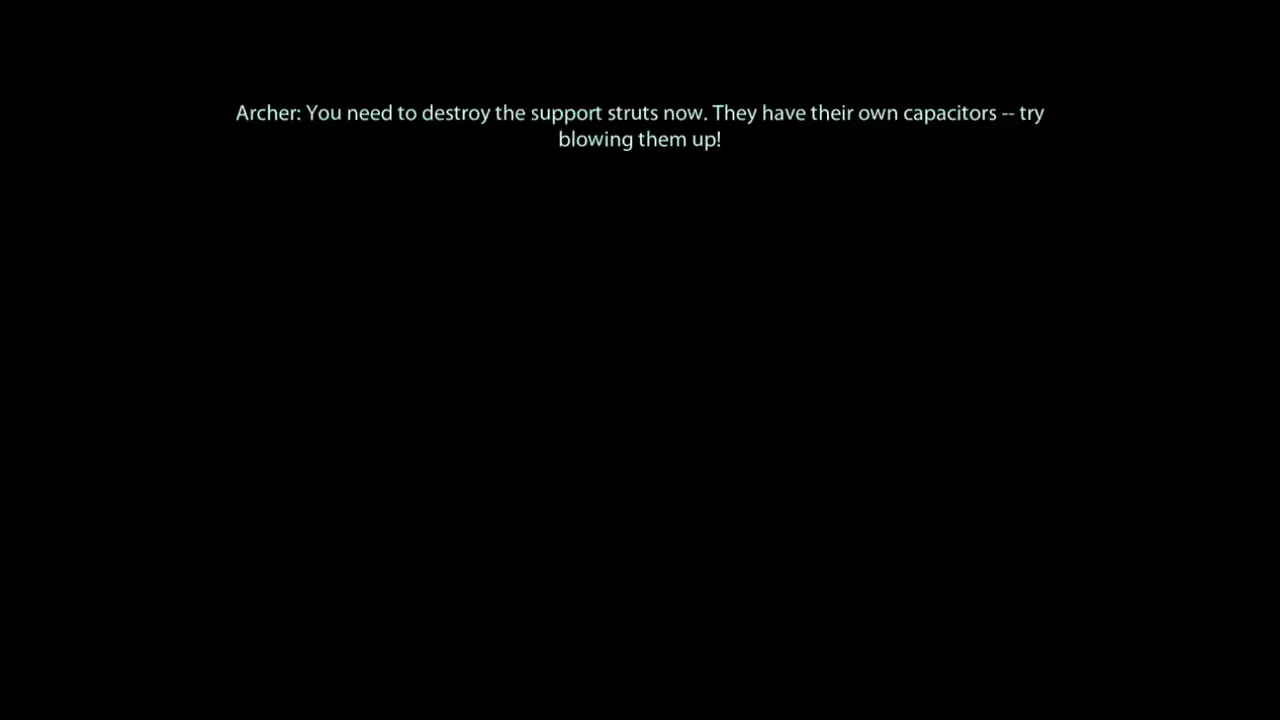 Archer: You need to destroy the support struts now. They have their own capacitors -- try
blowing them up!